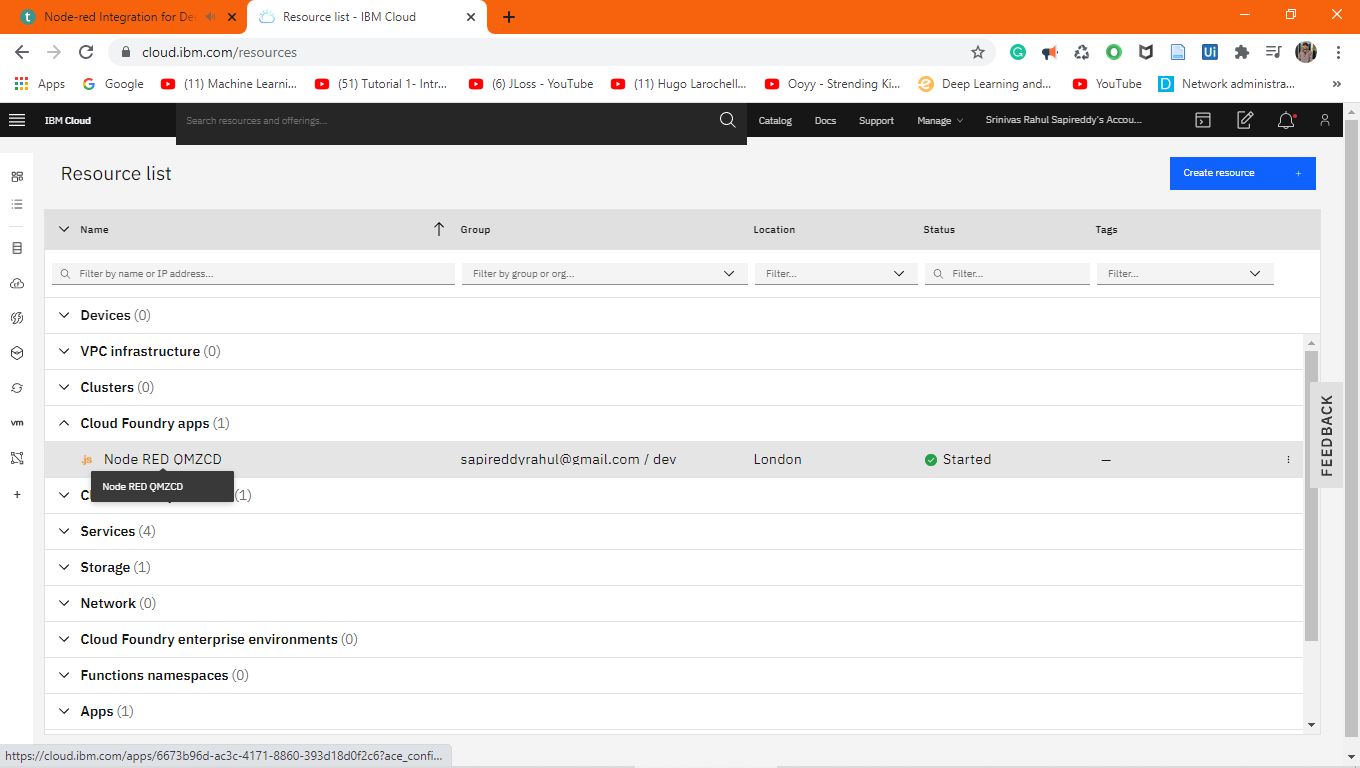 Node-red Integration for De
Resource list - IBM Cloud
cloud.ibm.com/resources
Apps
Google
(11) Machine Learni...
(51) Tutorial 1- Intr...
(6) JLoss - YouTube
(11) Hugo Larochell...
Ooyy - Strending Ki...
Deep Learning and...
YouTube
Network administra...
IBM Cloud
Search resources and offerings...
Catalog
Docs
Support
Manage
Srinivas Rahul Sapireddy's Accou...
Resource list
Create resource +
Name
Group
Location
Status
Tags
Filter by name or IP address...
Filter by group or org...
Filter...
Filter...
Filter...
Devices (0)
VPC infrastructure (0)
Clusters (0)
Cloud Foundry apps (1)
js Node RED QMZCD
sapireddyrahul@gmail.com / dev
London
Started
—
Node RED QMZCD
(1)
Services (4)
Storage (1)
Network (0)
Cloud Foundry enterprise environments (0)
Functions namespaces (0)
Apps (1)
vm
FEEDBACK
https://cloud.ibm.com/apps/6673b96d-ac3c-4171-8860-393d18d0f2c6?ace_confi...